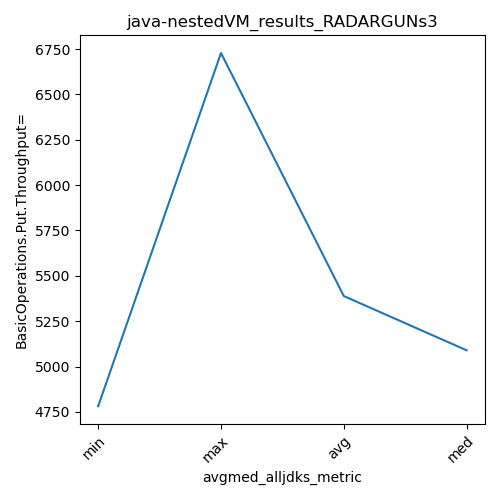 java-nestedVM_results_RADARGUNs3
BasicOperations.Put.Throughput=
6750
6500
6250
6000
5750
5500
5250
5000
4750
min
max
avg
med
avgmed_alljdks_metric